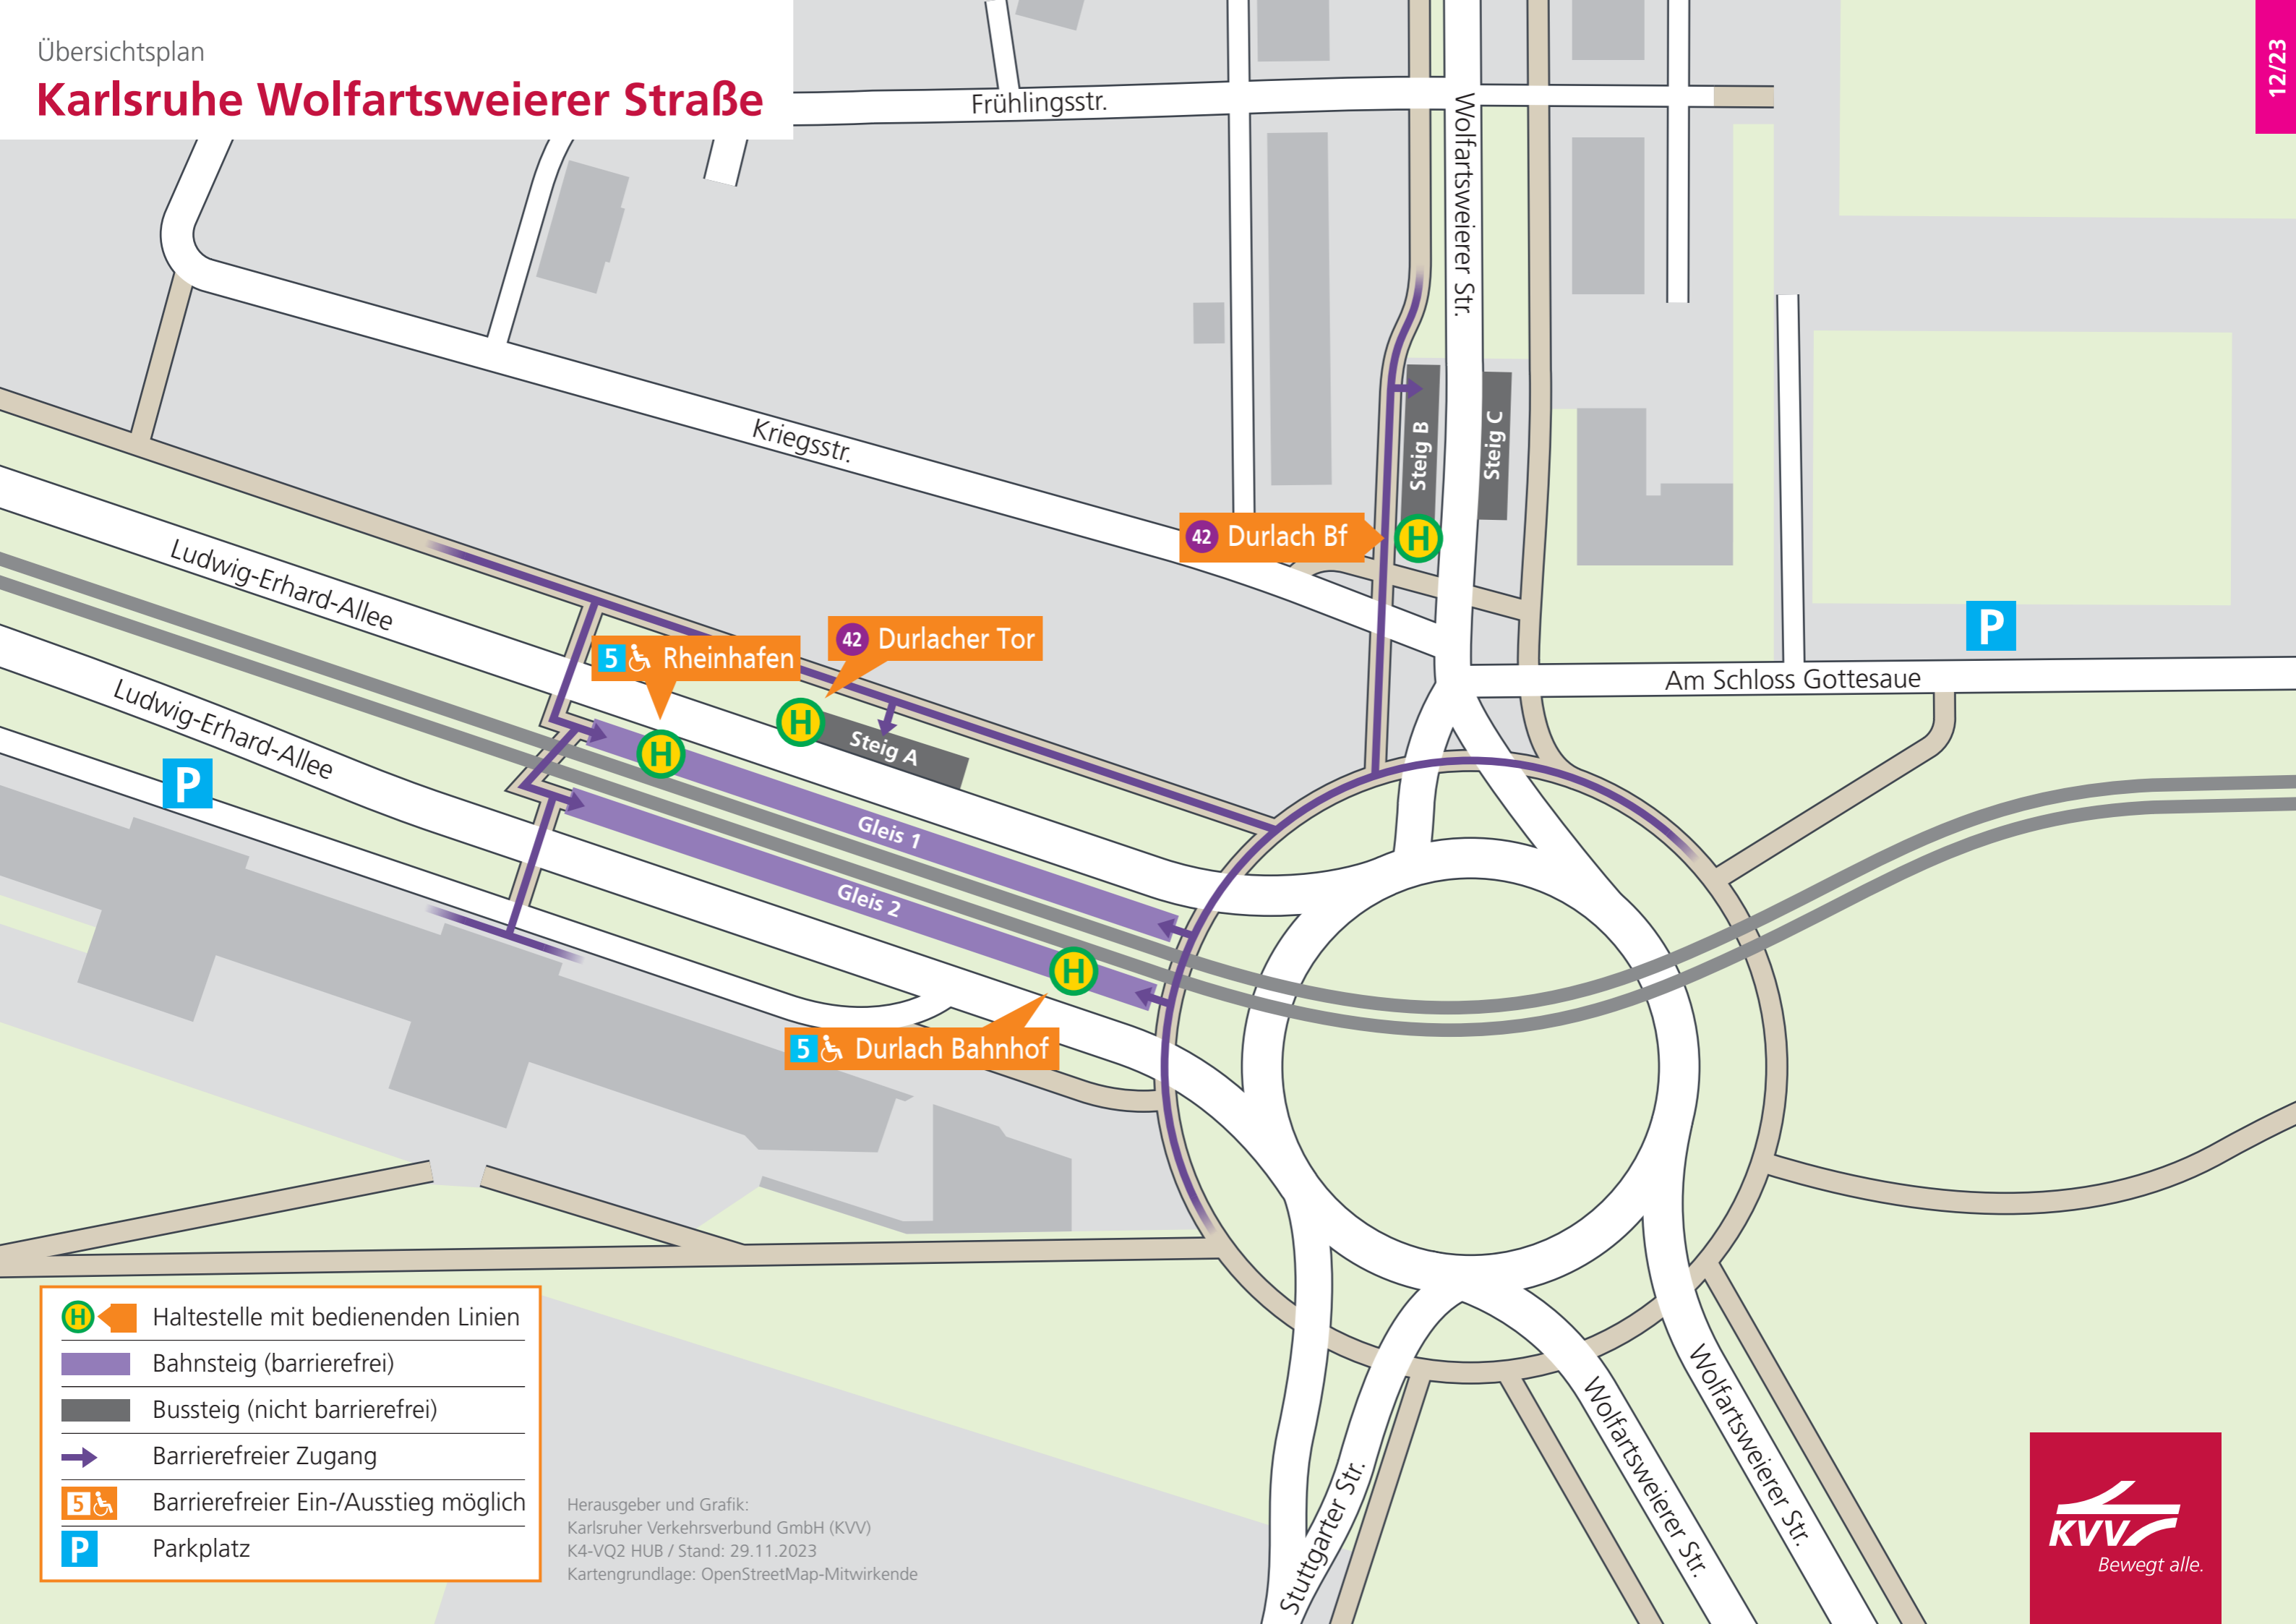 Übersichtsplan
Karlsruhe Wolfartsweierer Straße
12/23
Frühlingsstr.
Wolfartsweierer Str.
Kriegsstr.
Steig B
Steig C
42 Durlach Bf
H
Ludwig-Erhard-Allee
5 Rheinhafen
42 Durlacher Tor
P
Am Schloss Gottesaue
H
Steig A
H
Ludwig-Erhard-Allee
P
Gleis 1
Gleis 2
H
5 Durlach Bahnhof
H Haltestelle mit bedienenden Linien
Bahnsteig (barrierefrei)
Bussteig (nicht barrierefrei)
Barrierefreier Zugang
5 Barrierefreier Ein-/Ausstieg möglich
P Parkplatz
Herausgeber und Grafik:
Karlsruher Verkehrsverbund GmbH (KVV)
K4-VQ2 HUB / Stand: 29.11.2023
Kartengrundlage: OpenStreetMap-Mitwirkende
Stuttgarter Str.
Wolfartsweierer Str.
Wolfartsweierer Str.
KVV
Bewegt alle.